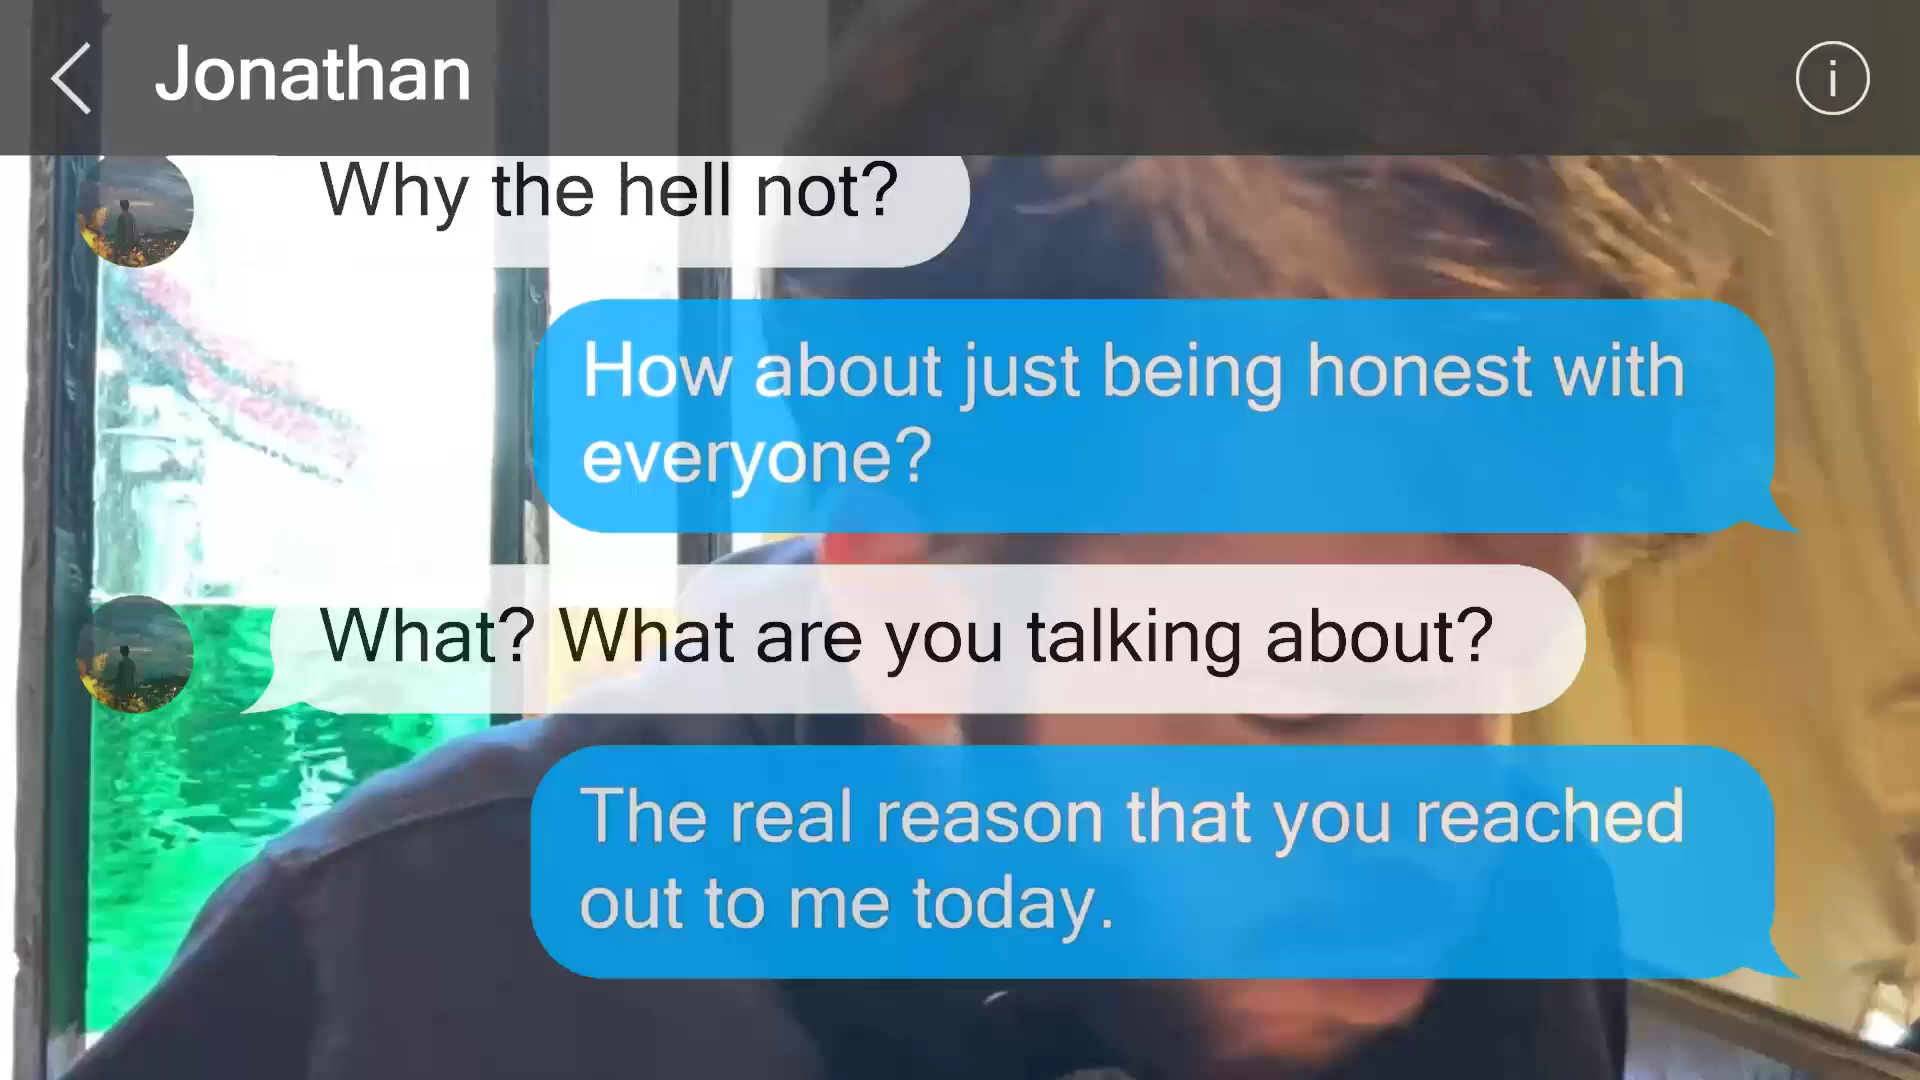 Jonathan
Why the hell not?
How about just being honest with
everyone?
What? What are you talking about?
The real reason that you reached
out to me today.